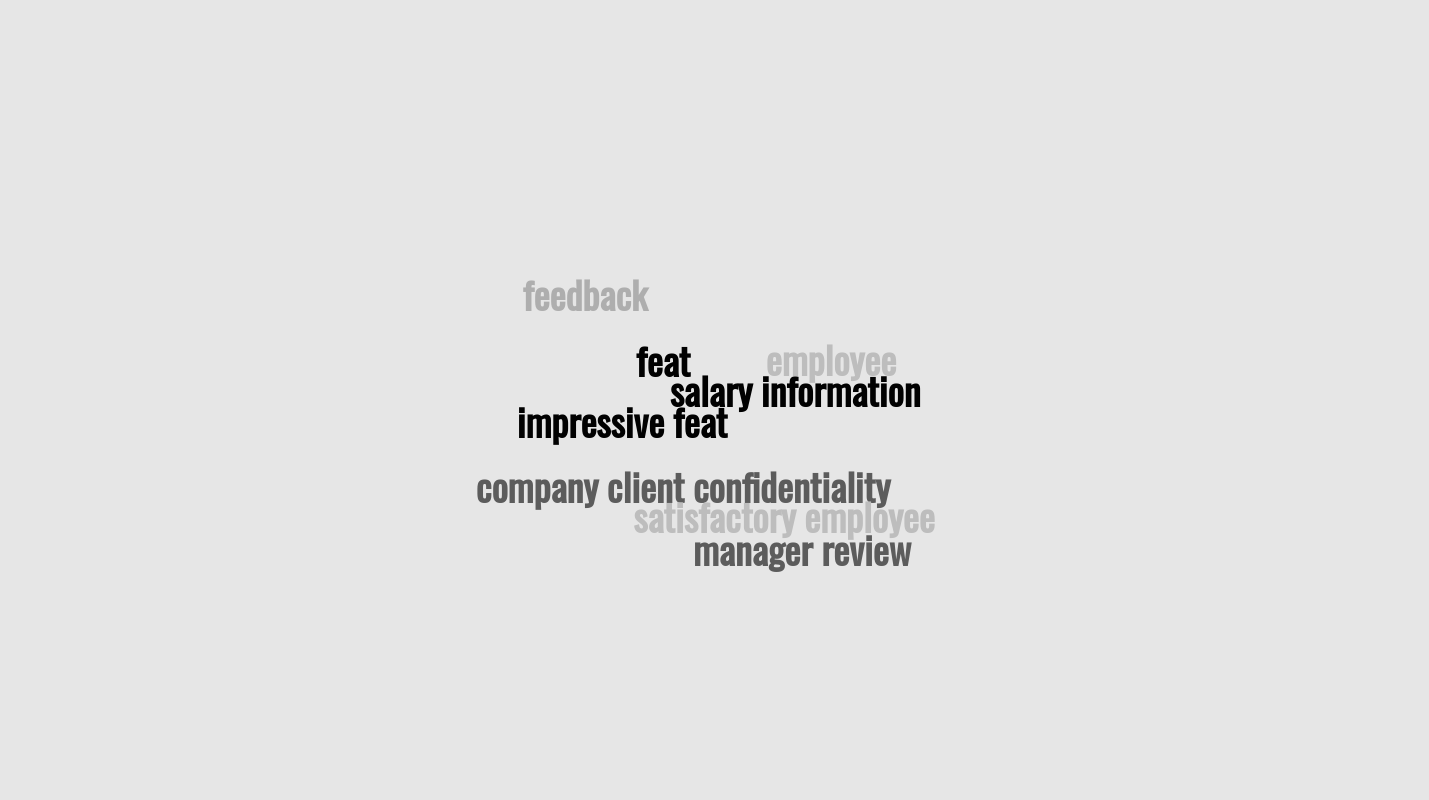 feedback
feat employee
salary information
impressive feat
company client confidentiality
satisfactory employee
manager review